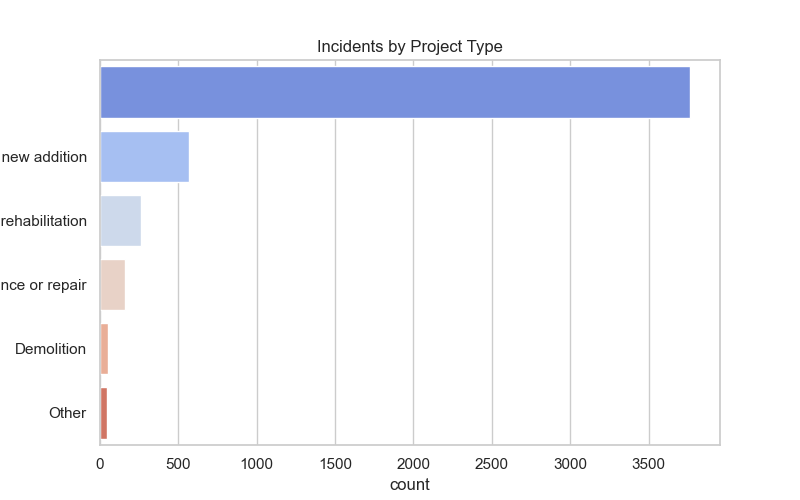 Incidents by Project Type
new addition
rehabilitation
nce or repair
Demolition
Other
0 500 1000 1500 2000 2500 3000 3500
count